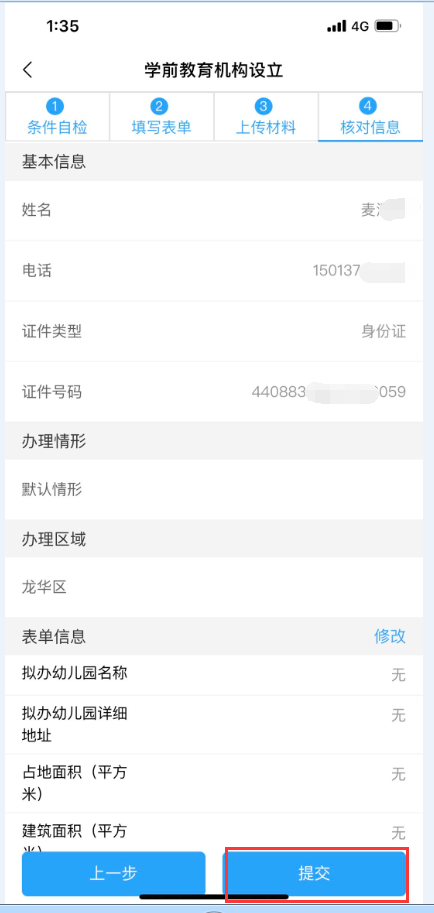 1:35
4G
学前教育机构设立
1
2
3
4
条件自检
填写表单
上传材料
核对信息
基本信息
姓名
麦
电话
150137
证件类型
身份证
证件号码
440883
059
办理情形
默认情形
办理区域
龙华区
表单信息
修改
拟办幼儿园名称
无
拟办幼儿园详细
地址
无
占地面积（平方
米）
无
建筑面积（平方
无
上一步
提交